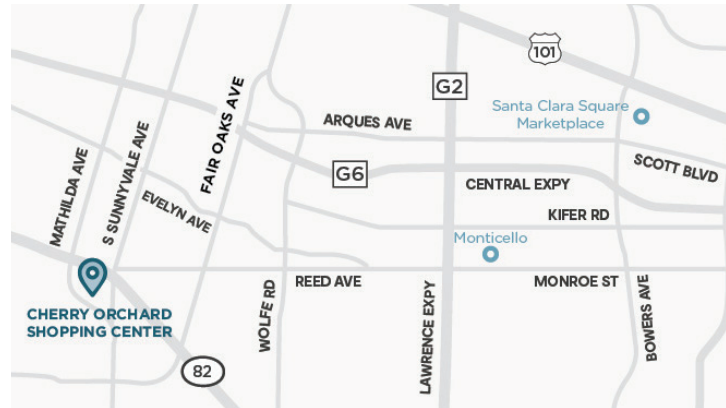 101
G2
Santa Clara Square
Marketplace
ARQUES AVE
FAIR OAKS AVE
SCOTT BLVD
G6
CENTRAL EXPY
MATHILDA AVE
S SUNNYVALE AVE
EVELYN AVE
KIFER RD
Monticello
REED AVE
MONROE ST
CHERRY ORCHARD
SHOPPING CENTER
WOLFE RD
LAWRENCE EXPY
BOWERS AVE
82